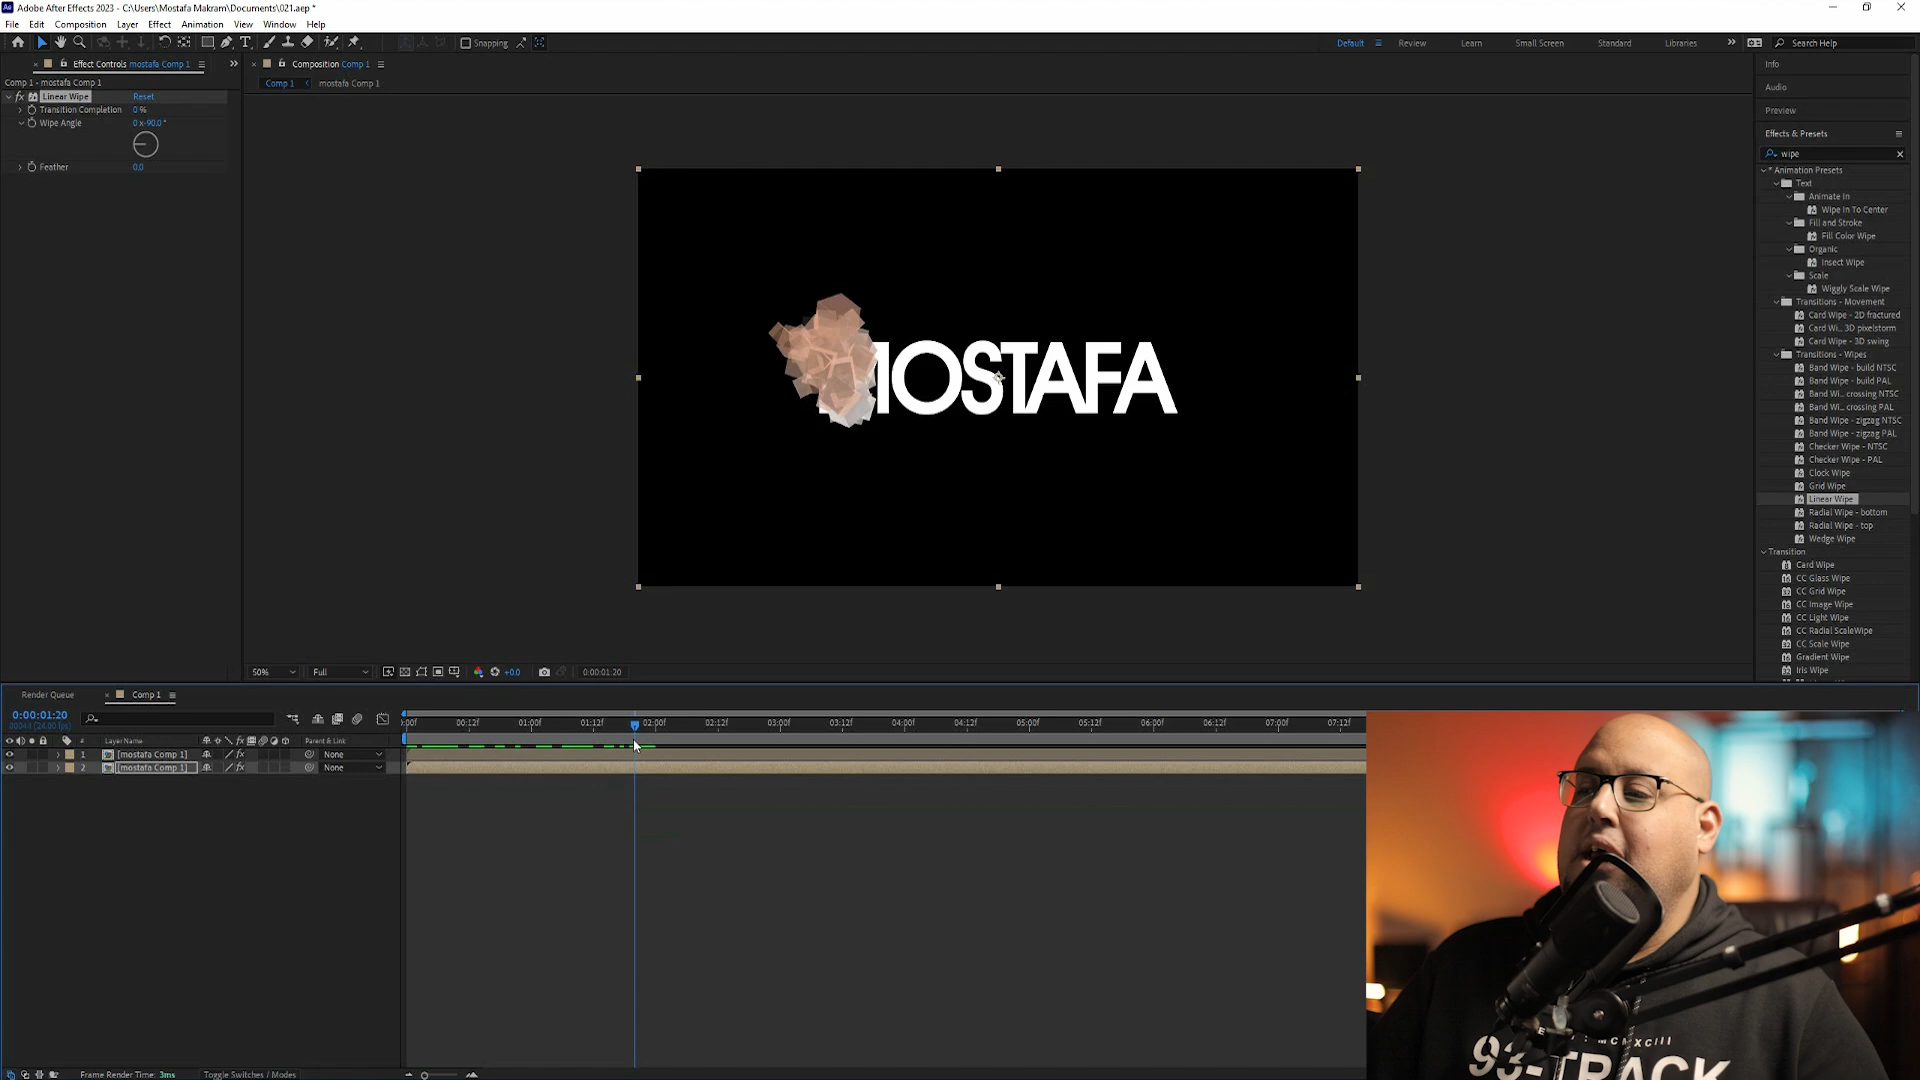 Adobe After Effects 2023 - C:\Users\Mostafa Makram\Documents\021.aep *
File Edit Composition Layer Effect Animation View Window Help
Snapping
Default Review Learn Small Screen Standard Libraries Search Help
Effect Controls mostafa Comp 1
Composition Comp 1
Info
Comp 1 - mostafa Comp 1
Comp 1 mostafa Comp 1
Audio
fx Linear Wipe Reset
Transition Completion 0 %
Preview
Wipe Angle 0 x-90.0 °
Feather 0.0
Effects & Presets
wipe
* Animation Presets
Text
Animate In
Wipe In To Center
Fill and Stroke
Fill Color Wipe
Organic
Insect Wipe
Scale
Wiggly Scale Wipe
Transitions - Movement
Card Wipe - 2D fractured
Card Wi... 3D pixelstorm
Card Wipe - 3D swing
Transitions - Wipes
Band Wipe - build NTSC
Band Wipe - build PAL
Band Wi... crossing NTSC
Band Wipe - crossing PAL
Band Wipe - zigzag NTSC
Band Wipe - zigzag PAL
Checker Wipe - NTSC
Checker Wipe - PAL
Clock Wipe
Grid Wipe
Linear Wipe
Radial Wipe - bottom
Radial Wipe - top
Wedge Wipe
Transition
Card Wipe
CC Glass Wipe
CC Grid Wipe
CC Image Wipe
CC Light Wipe
CC Radial ScaleWipe
CC Scale Wipe
Gradient Wipe
Iris Wipe
MOSTAFA
50% Full +0.0 0:00:01:20
Render Queue Comp 1
0:00:01:20
00044 (24.00 fps)
:00f 00:12f 01:00f 01:12f 02:00f 02:12f 03:00f 03:12f 04:00f 04:12f 05:00f 05:12f 06:00f 06:12f 07:00f 07:12f
# Layer Name Parent & Link
1 [mostafa Comp 1] fx None
2 [mostafa Comp 1] fx None
Frame Render Time: 3ms Toggle Switches / Modes
93-TRACK